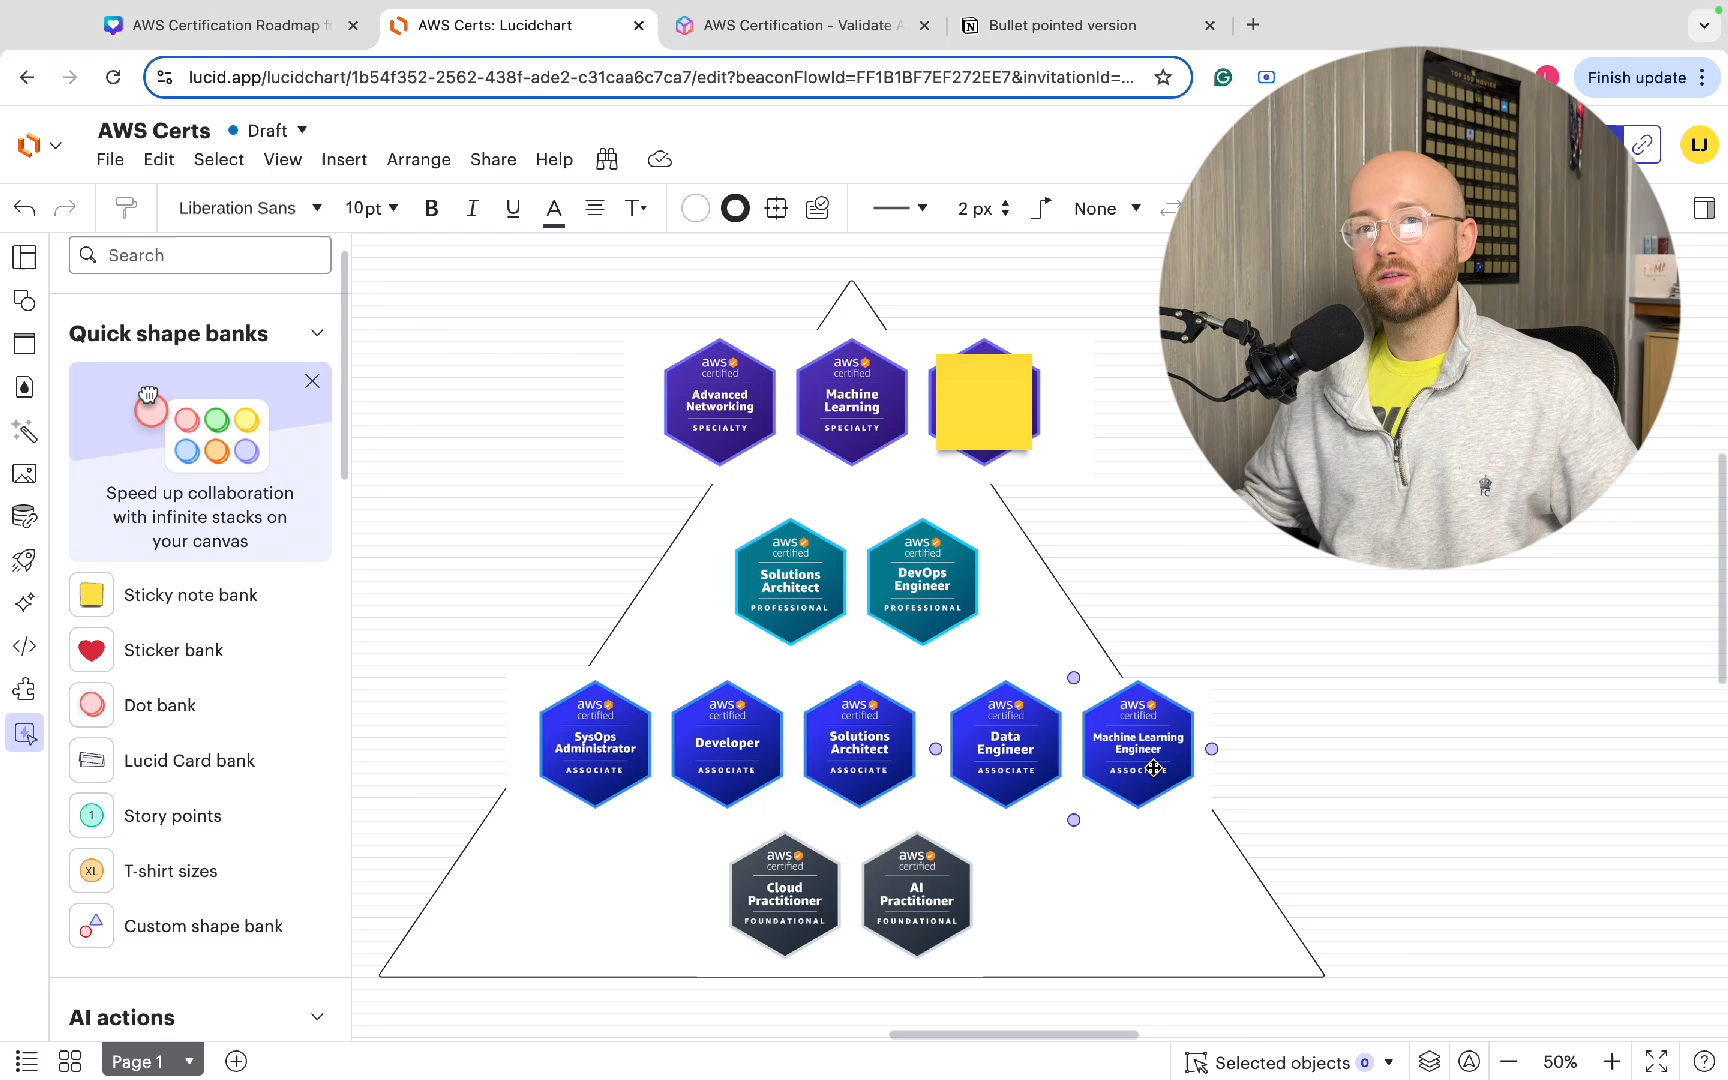 AWS Certification Roadmap fo
AWS Certs: Lucidchart
AWS Certification - Validate A
Bullet pointed version
lucid.app/lucidchart/1b54f352-2562-438f-ade2-c31caa6c7ca7/edit?beaconFlowId=FF1B1BF7EF272EE7&invitationId=...
Finish update
AWS Certs
Draft
LJ
File
Edit
Select
View
Insert
Arrange
Share
Help
Liberation Sans
10pt
B
I
U
A
T
2 px
None
Search
Quick shape banks
Speed up collaboration
with infinite stacks on
your canvas
Sticky note bank
Sticker bank
Dot bank
Lucid Card bank
1
Story points
XL
T-shirt sizes
Custom shape bank
AI actions
TOP 100 MOVIES
aws
certified
Advanced
Networking
SPECIALTY
aws
certified
Machine
Learning
SPECIALTY
aws
certified
Solutions
Architect
PROFESSIONAL
aws
certified
DevOps
Engineer
PROFESSIONAL
aws
certified
SysOps
Administrator
ASSOCIATE
aws
certified
Developer
ASSOCIATE
aws
certified
Solutions
Architect
ASSOCIATE
aws
certified
Data
Engineer
ASSOCIATE
aws
certified
Machine Learning
Engineer
ASSOCIATE
aws
certified
Cloud
Practitioner
FOUNDATIONAL
aws
certified
AI
Practitioner
FOUNDATIONAL
Page 1
Selected objects
0
50%